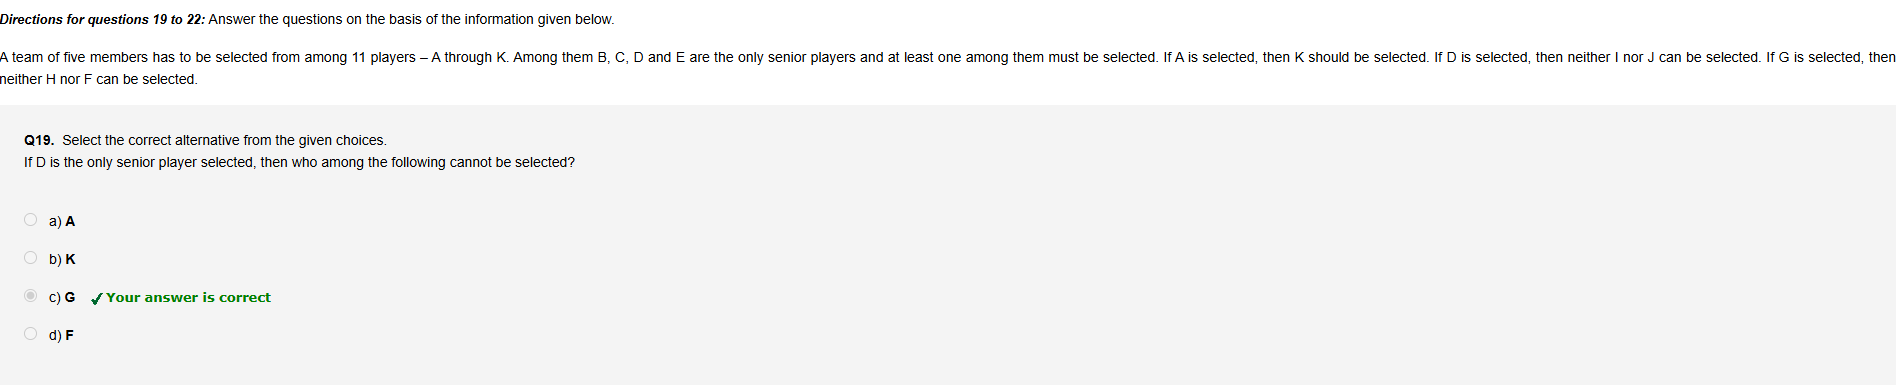 Directions for questions 19 to 22: Answer the questions on the basis of the information given below.
A team of five members has to be selected from among 11 players – A through K. Among them B, C, D and E are the only senior players and at least one among them must be selected. If A is selected, then K should be selected. If D is selected, then neither I nor J can be selected. If G is selected, then
neither H nor F can be selected.
Q19. Select the correct alternative from the given choices.
If D is the only senior player selected, then who among the following cannot be selected?
a) A
b) K
c) G ✓Your answer is correct
d) F